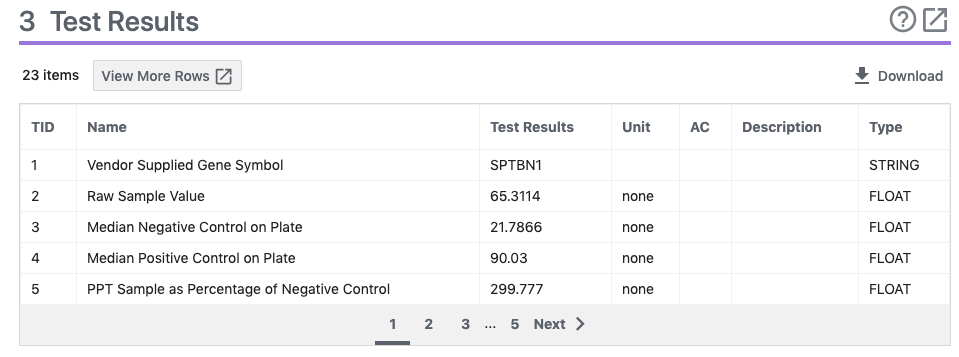 3 Test Results
23 items View More Rows Download
TID Name Test Results Unit AC Description Type
1 Vendor Supplied Gene Symbol SPTBN1 STRING
2 Raw Sample Value 65.3114 none FLOAT
3 Median Negative Control on Plate 21.7866 none FLOAT
4 Median Positive Control on Plate 90.03 none FLOAT
5 PPT Sample as Percentage of Negative Control 299.777 none FLOAT
1 2 3 ... 5 Next